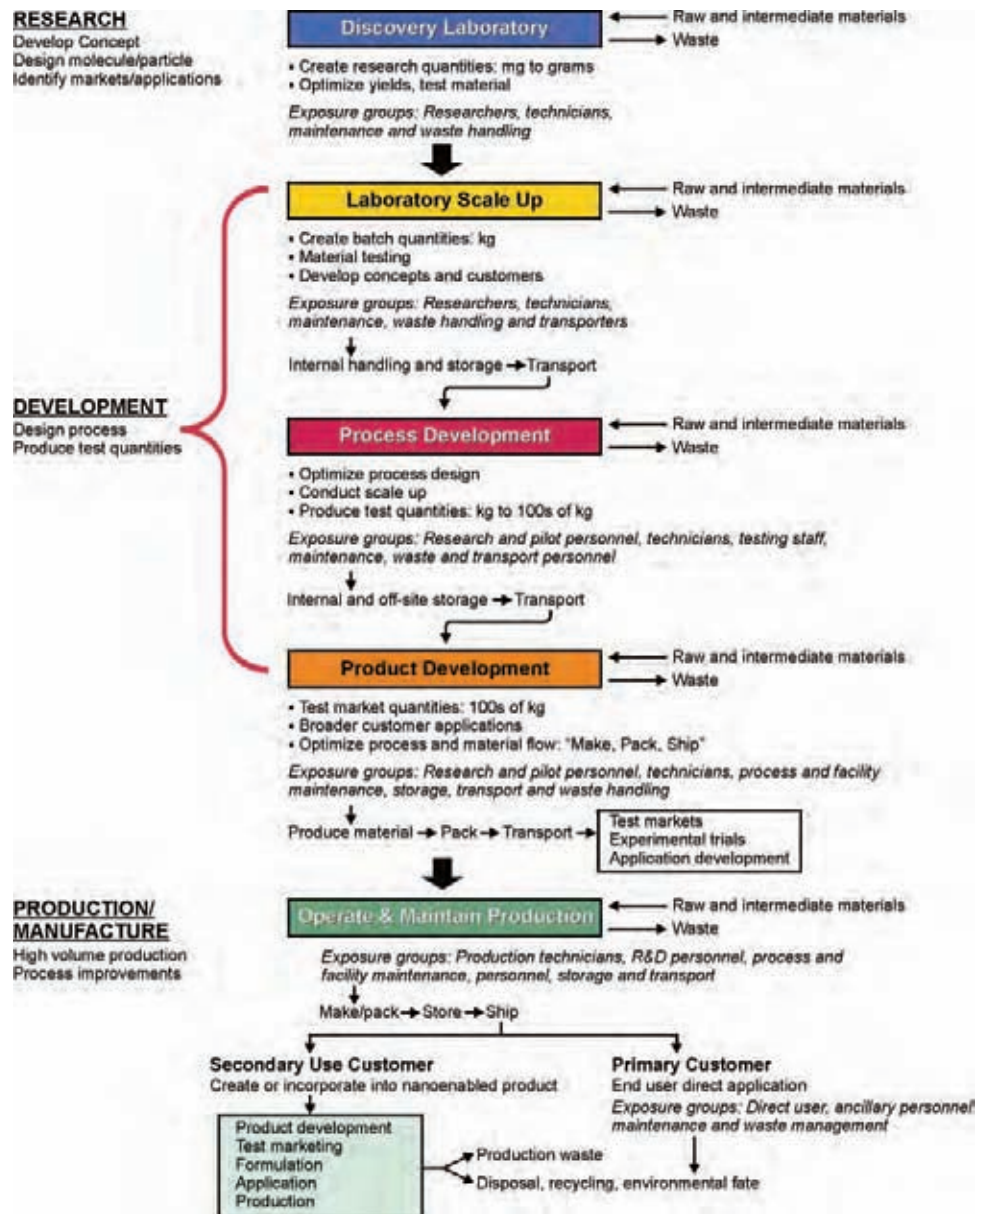 RESEARCH
Develop Concept
Design molecule/particle
Identify markets/applications
Discovery Laboratory
Raw and intermediate materials
Waste
• Create research quantities: mg to grams
• Optimize yields, test material
Exposure groups: Researchers, technicians,
maintenance and waste handling
Laboratory Scale Up
Raw and intermediate materials
Waste
• Create batch quantities: kg
• Material testing
• Develop concepts and customers
Exposure groups: Researchers, technicians,
maintenance, waste handling and transporters
Internal handling and storage → Transport
DEVELOPMENT
Design process
Produce test quantities
Process Development
Raw and intermediate materials
Waste
• Optimize process design
• Conduct scale up
• Produce test quantities: kg to 100s of kg
Exposure groups: Research and pilot personnel, technicians, testing staff,
maintenance, waste and transport personnel
Internal and off-site storage → Transport
Product Development
Raw and intermediate materials
Waste
• Test market quantities: 100s of kg
• Broader customer applications
• Optimize process and material flow: "Make, Pack, Ship"
Exposure groups: Research and pilot personnel, technicians, process and facility
maintenance, storage, transport and waste handling
Produce material → Pack → Transport →
Test markets
Experimental trials
Application development
PRODUCTION/
MANUFACTURE
High volume production
Process improvements
Operate & Maintain Production
Raw and intermediate materials
Waste
Exposure groups: Production technicians, R&D personnel, process and
facility maintenance, personnel, storage and transport
Make/pack → Store → Ship
Secondary Use Customer
Create or incorporate into nanoenabled product
Primary Customer
End user direct application
Exposure groups: Direct user, ancillary personnel
maintenance and waste management
Product development
Test marketing
Formulation
Application
Production
Production waste
Disposal, recycling, environmental fate